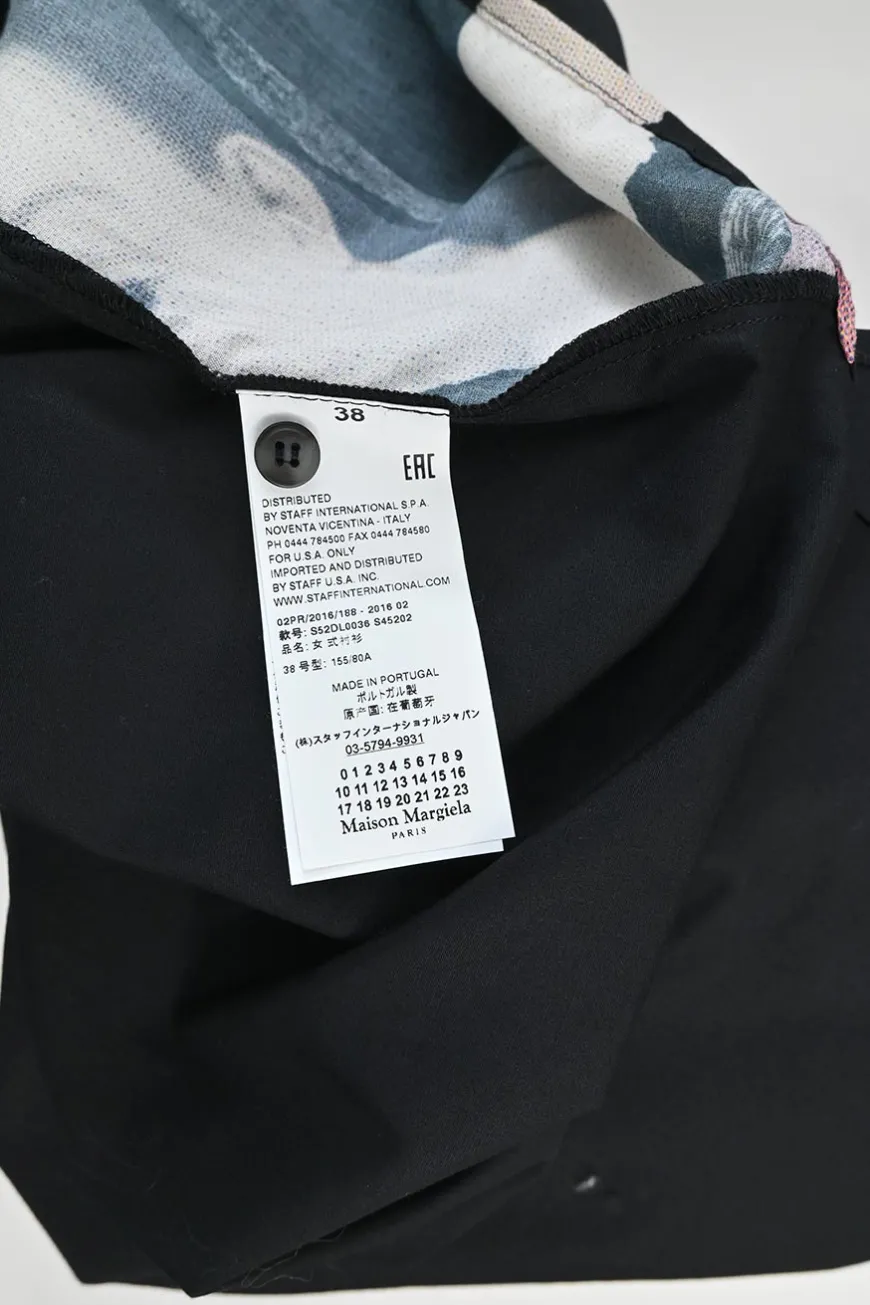 38
EAC
DISTRIBUTED
BY STAFF INTERNATIONAL S.P.A.
NOVENTA VICENTINA - ITALY
PH 0444 784500 FAX 0444 784580
FOR U.S.A. ONLY
IMPORTED AND DISTRIBUTED
BY STAFF U.S.A. INC.
WWW.STAFFINTERNATIONAL.COM
02PR/2016/188 - 2016 02
款号: S52DL0036 S45202
品名: 女式衬衫
38 号型: 155/80A
MADE IN PORTUGAL
ポルトガル製
原产国: 在葡萄牙
(株)スタッフインターナショナルジャパン
03-5794-9931
0 1 2 3 4 5 6 7 8 9
10 11 12 13 14 15 16
17 18 19 20 21 22 23
Maison Margiela
PARIS